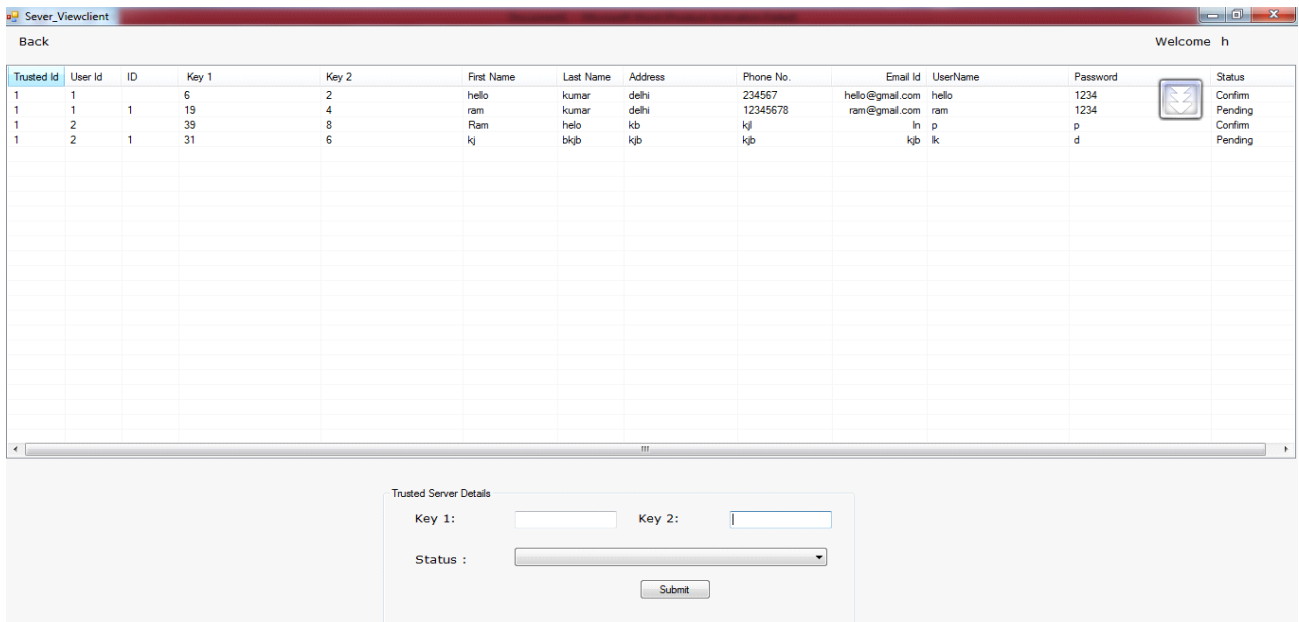 Sever_Viewclient
Back Welcome h
Trusted Id User Id ID Key 1 Key 2 First Name Last Name Address Phone No. Email Id UserName Password Status
1 1 6 2 hello kumar delhi 234567 hello@gmail.com hello 1234 Confirm
1 1 1 19 4 ram kumar delhi 12345678 ram@gmail.com ram 1234 Pending
1 2 39 8 Ram helo kb kjl ln p p Confirm
1 2 1 31 6 kj bkjb kjb kjb kjb lk d Pending
Trusted Server Details
Key 1: Key 2:
Status :
Submit